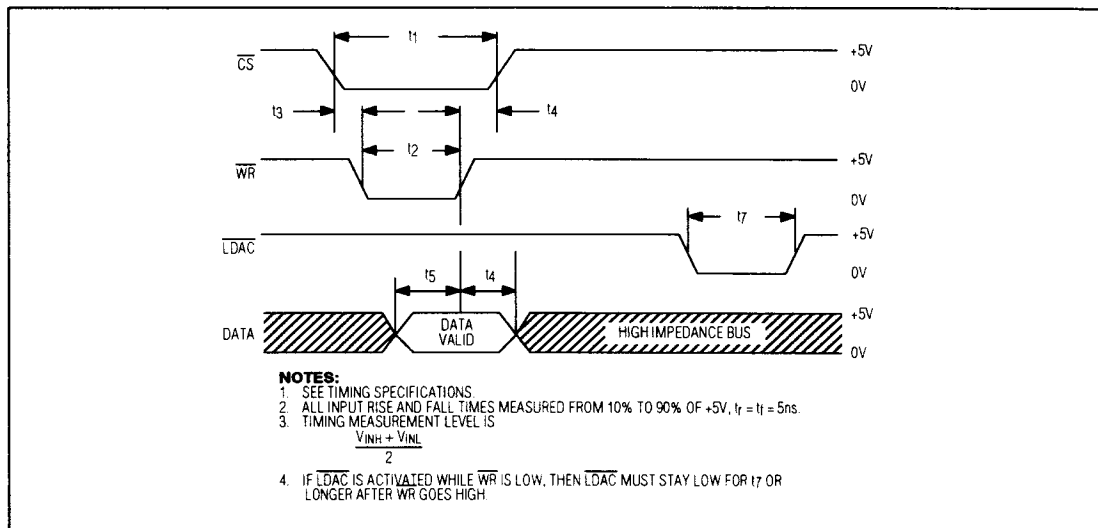 t1
+5V
CS
0V
t3
t4
t2
+5V
WR
0V
t7
+5V
LDAC
0V
t5
t4
+5V
DATA
DATA
VALID
HIGH IMPEDANCE BUS
0V
NOTES:
1. SEE TIMING SPECIFICATIONS.
2. ALL INPUT RISE AND FALL TIMES MEASURED FROM 10% TO 90% OF +5V, tr = tf = 5ns.
3. TIMING MEASUREMENT LEVEL IS
VINH + VINL
2
4. IF LDAC IS ACTIVATED WHILE WR IS LOW, THEN LDAC MUST STAY LOW FOR t7 OR
LONGER AFTER WR GOES HIGH.